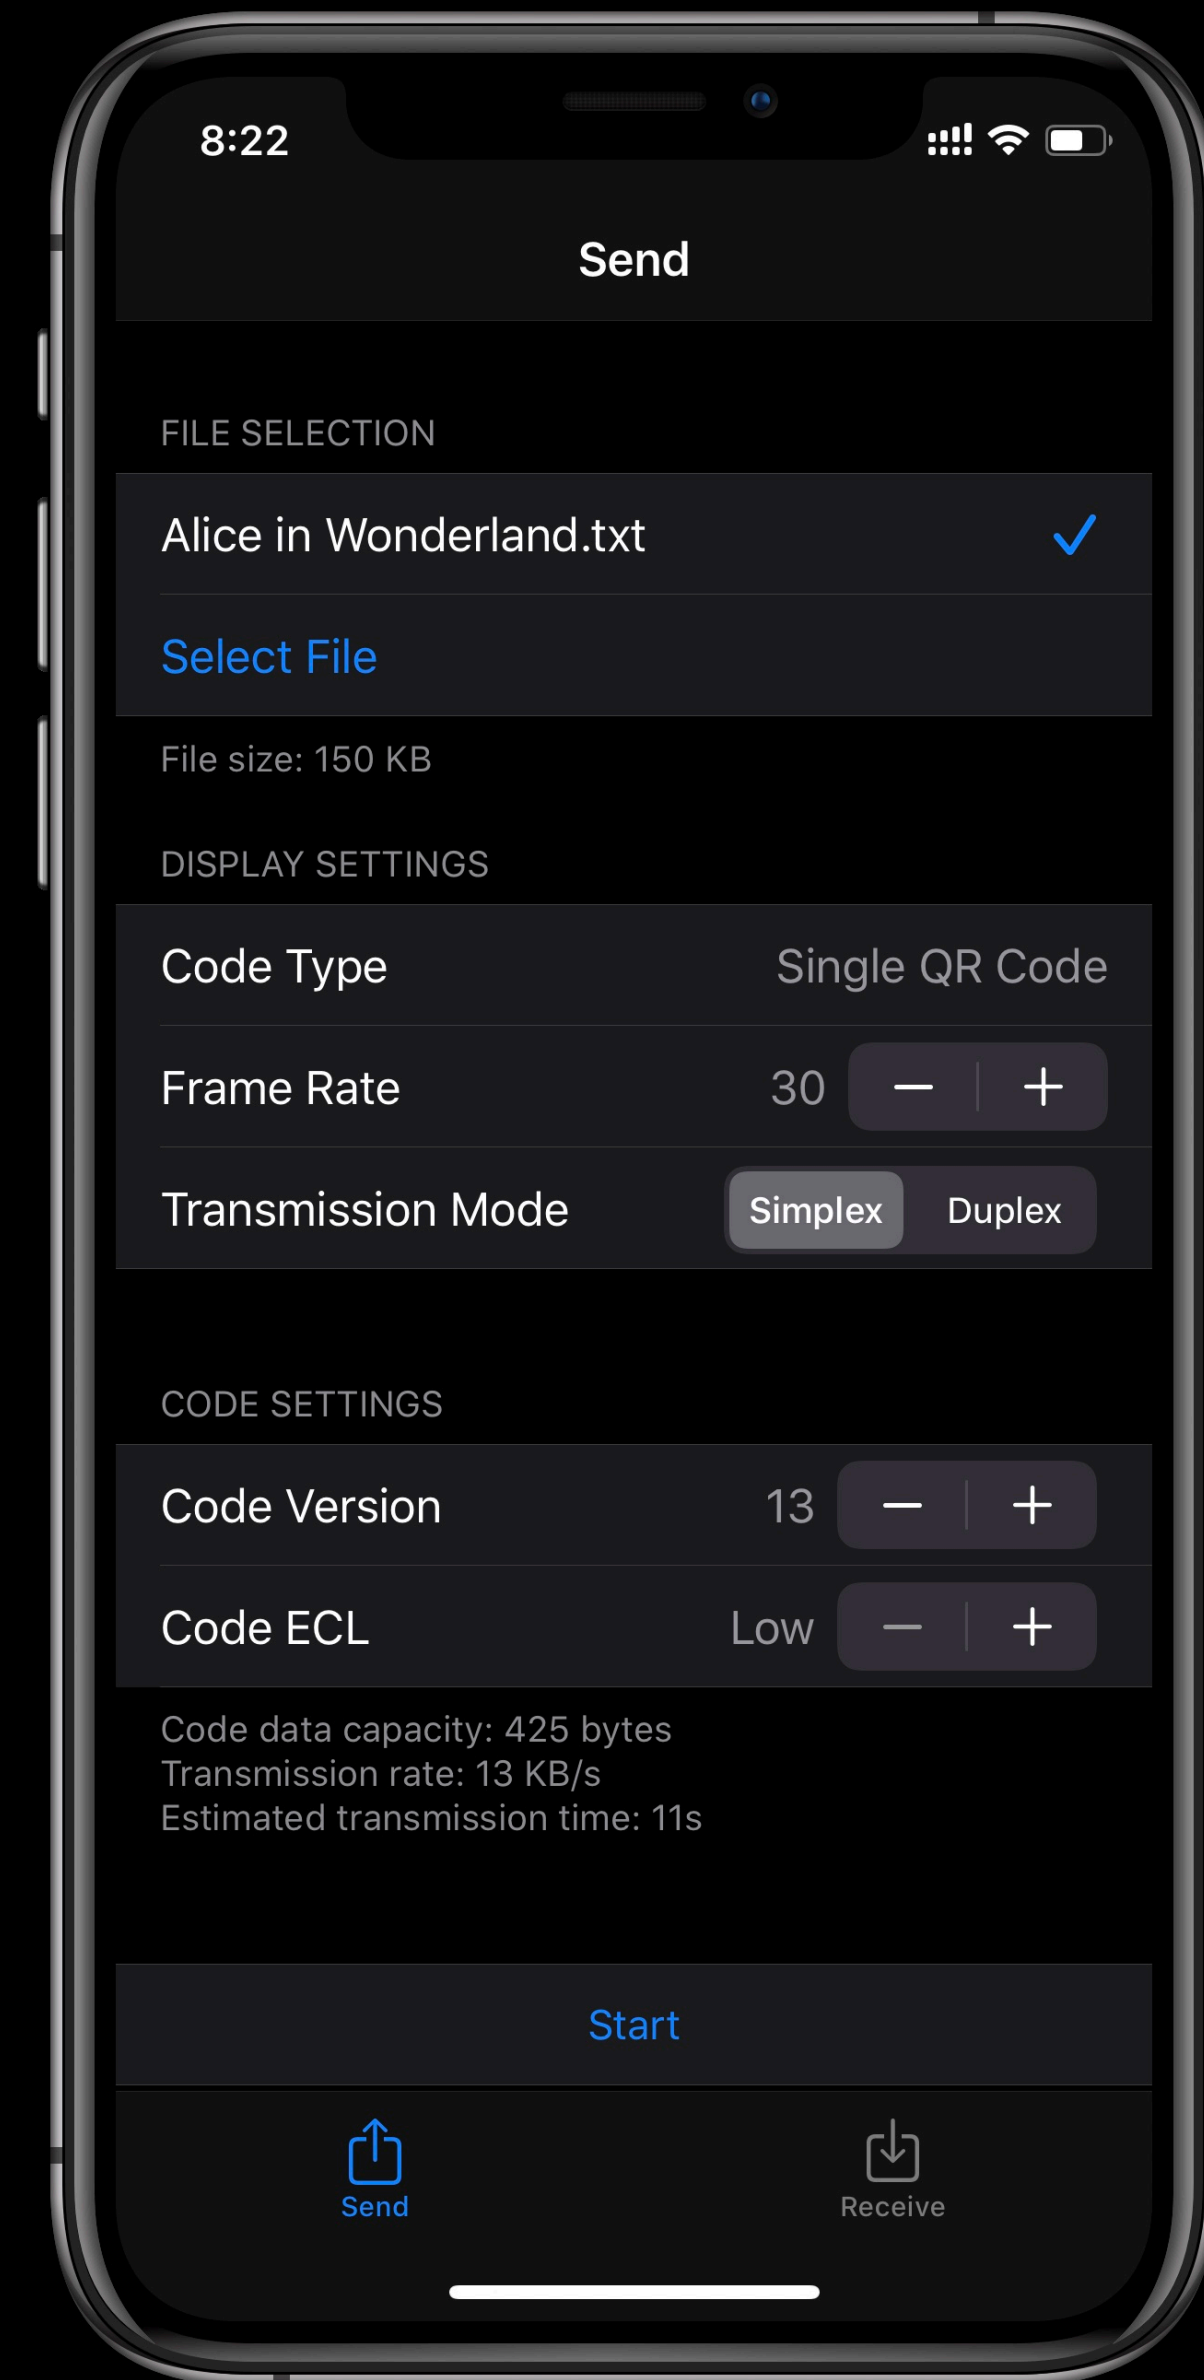 8:22
Send
FILE SELECTION
Alice in Wonderland.txt
Select File
File size: 150 KB
DISPLAY SETTINGS
Code Type Single QR Code
Frame Rate 30
Transmission Mode Simplex Duplex
CODE SETTINGS
Code Version 13
Code ECL Low
Code data capacity: 425 bytes
Transmission rate: 13 KB/s
Estimated transmission time: 11s
Start
Send Receive